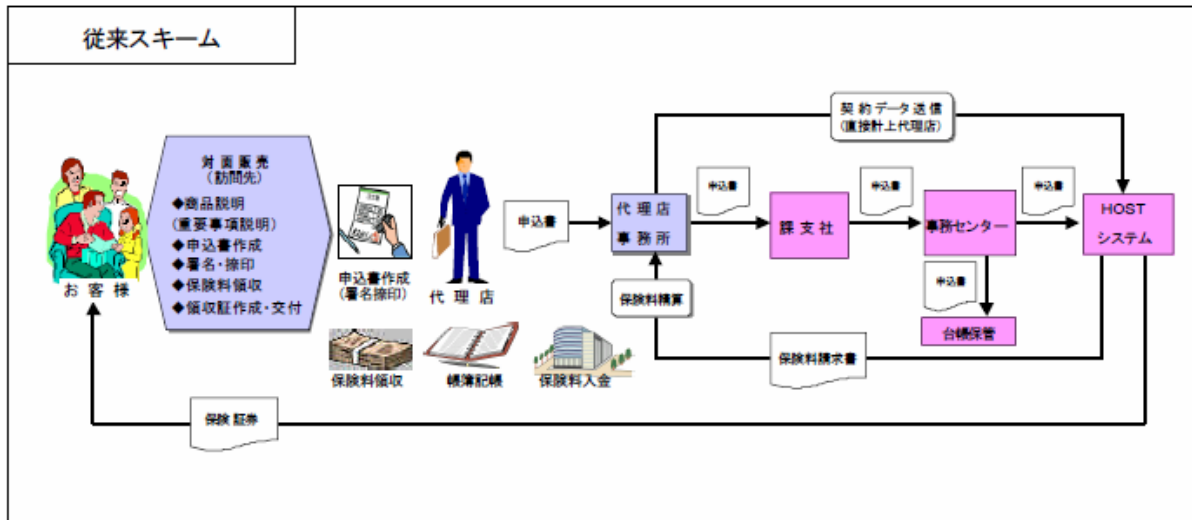 従来スキーム
対面販売
(訪問先)
◆商品説明
(重要事項説明)
◆申込書作成
◆署名・捺印
◆保険料領収
◆領収証作成・交付
お客様
申込書作成
(署名捺印)
代理店
保険料領収
帳簿記帳
保険料入金
申込書
代理店
事務所
保険料精算
契約データ送信
(直接計上代理店)
申込書
課支社
申込書
事務センター
申込書
HOST
システム
申込書
台帳保管
保険料請求書
保険証券